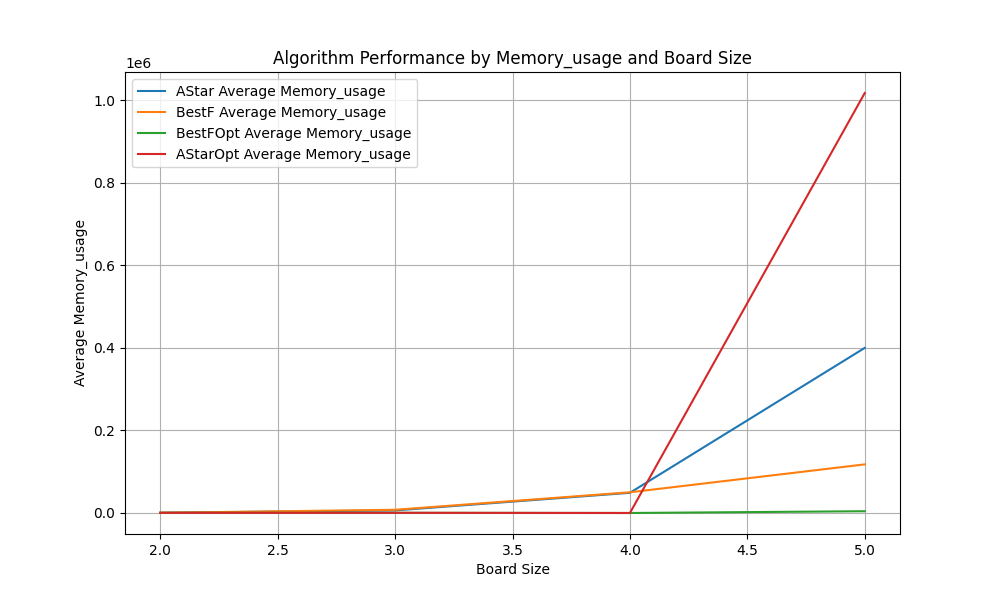 Algorithm Performance by Memory_usage and Board Size
1e6
AStar Average Memory_usage
BestF Average Memory_usage
BestFOpt Average Memory_usage
AStarOpt Average Memory_usage
1.0
0.8
0.6
0.4
0.2
0.0
Average Memory_usage
2.0 2.5 3.0 3.5 4.0 4.5 5.0
Board Size